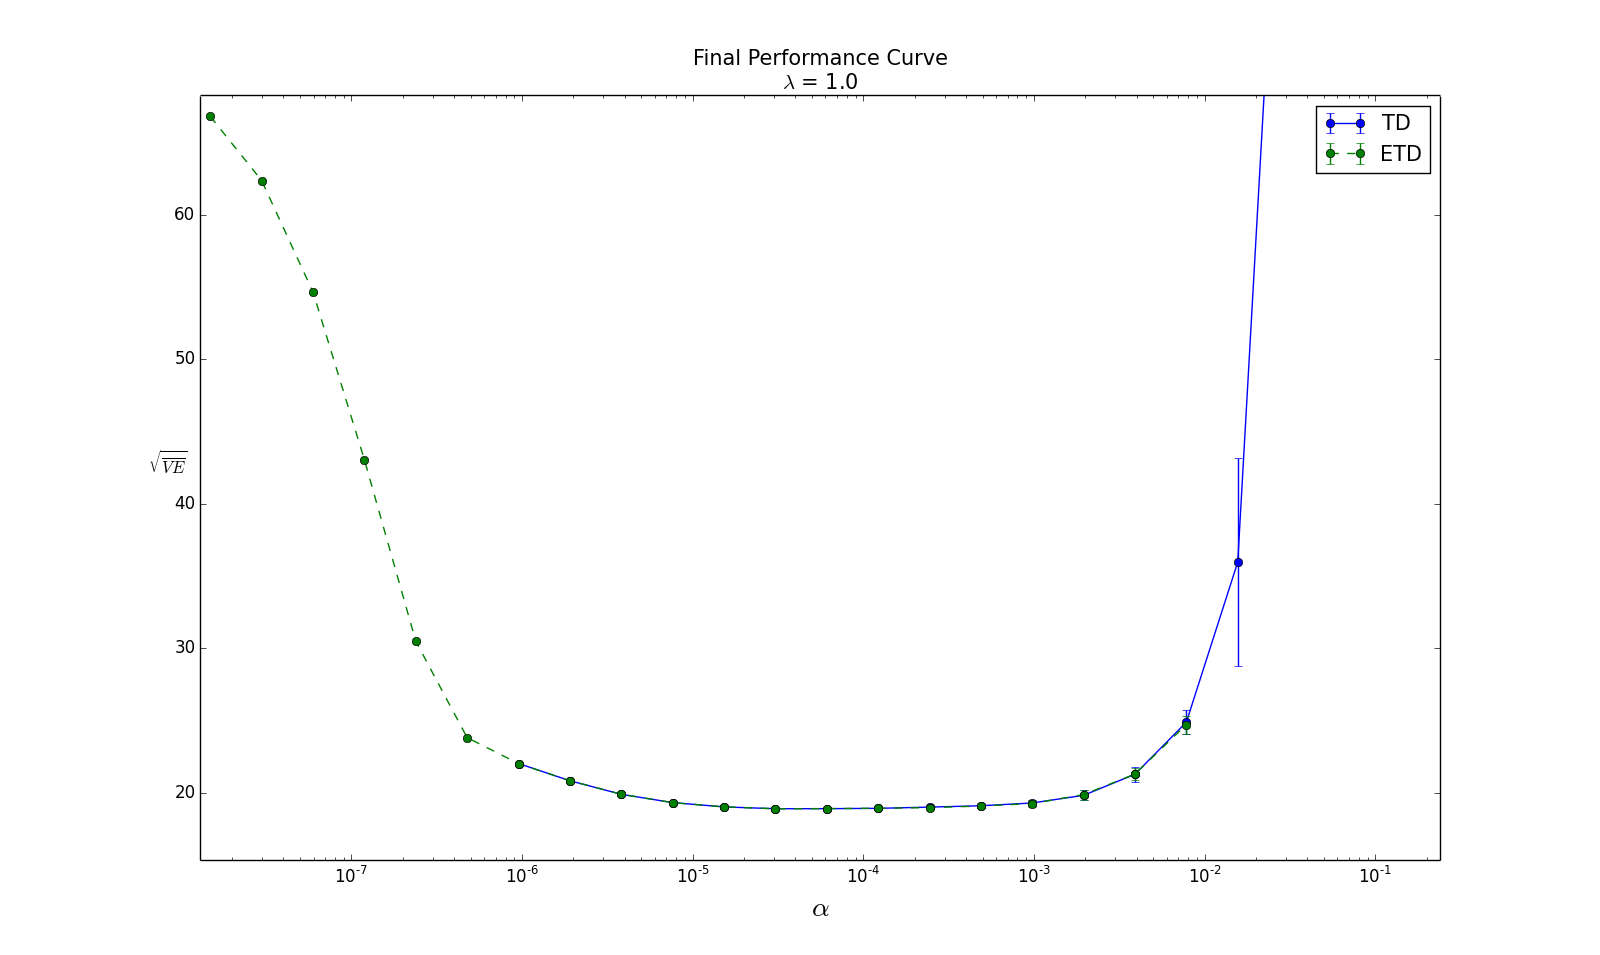 Final Performance Curve
λ = 1.0
TD
ETD
60
50
√VE
40
30
20
10⁻⁷ 10⁻⁶ 10⁻⁵ 10⁻⁴ 10⁻³ 10⁻² 10⁻¹
α